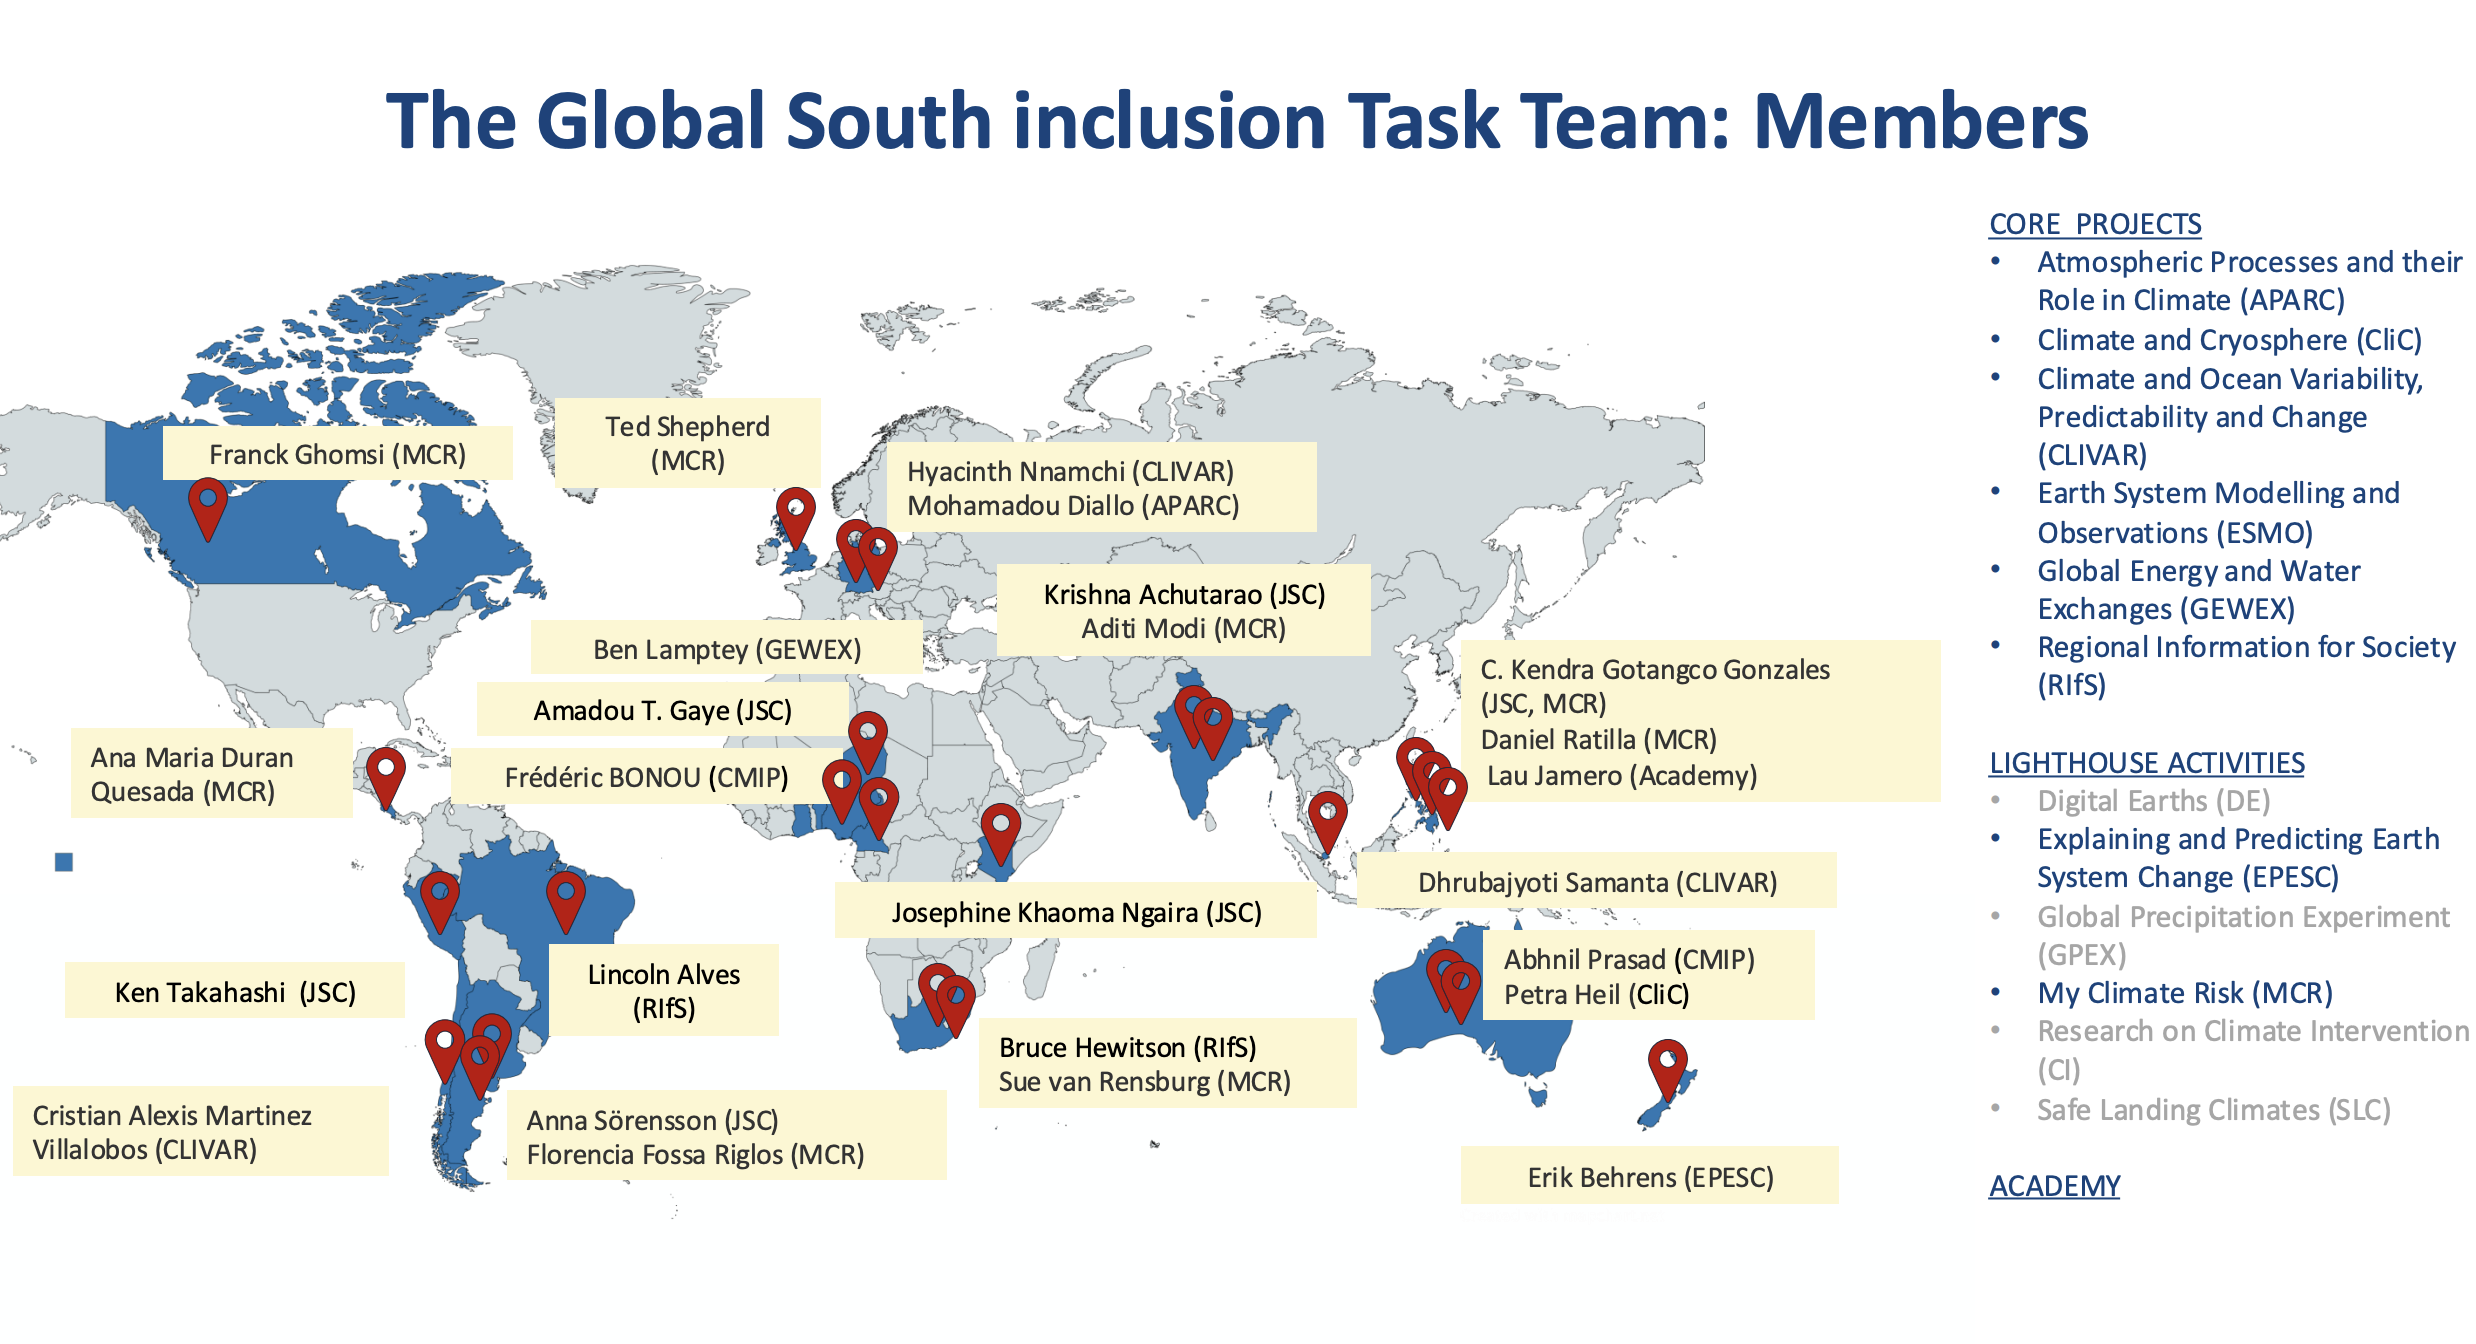 The Global South inclusion Task Team: Members
Franck Ghomsi (MCR)
Ted Shepherd
(MCR)
Hyacinth Nnamchi (CLIVAR)
Mohamadou Diallo (APARC)
Krishna Achutarao (JSC)
Aditi Modi (MCR)
Ben Lamptey (GEWEX)
Amadou T. Gaye (JSC)
Frédéric BONOU (CMIP)
Ana Maria Duran
Quesada (MCR)
C. Kendra Gotangco Gonzales
(JSC, MCR)
Daniel Ratilla (MCR)
Lau Jamero (Academy)
Dhrubajyoti Samanta (CLIVAR)
Josephine Khaoma Ngaira (JSC)
Ken Takahashi (JSC)
Lincoln Alves
(RIfS)
Abhnil Prasad (CMIP)
Petra Heil (CliC)
Bruce Hewitson (RIfS)
Sue van Rensburg (MCR)
Cristian Alexis Martinez
Villalobos (CLIVAR)
Anna Sörensson (JSC)
Florencia Fossa Riglos (MCR)
Erik Behrens (EPESC)
CORE PROJECTS
• Atmospheric Processes and their
Role in Climate (APARC)
• Climate and Cryosphere (CliC)
• Climate and Ocean Variability,
Predictability and Change
(CLIVAR)
• Earth System Modelling and
Observations (ESMO)
• Global Energy and Water
Exchanges (GEWEX)
• Regional Information for Society
(RIfS)
LIGHTHOUSE ACTIVITIES
• Digital Earths (DE)
• Explaining and Predicting Earth
System Change (EPESC)
• Global Precipitation Experiment
(GPEX)
• My Climate Risk (MCR)
• Research on Climate Intervention
(CI)
• Safe Landing Climates (SLC)
ACADEMY